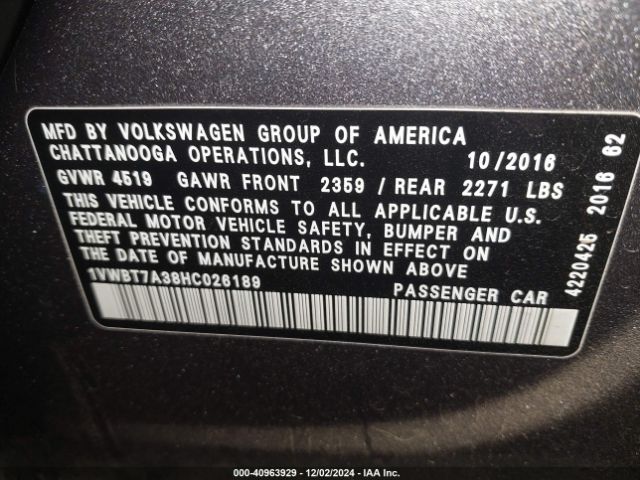 MFD BY VOLKSWAGEN GROUP OF AMERICA
CHATTANOOGA OPERATIONS, LLC. 10/2016
GVWR 4519 GAWR FRONT 2359 / REAR 2271 LBS
THIS VEHICLE CONFORMS TO ALL APPLICABLE U.S.
FEDERAL MOTOR VEHICLE SAFETY, BUMPER AND
THEFT PREVENTION STANDARDS IN EFFECT ON
THE DATE OF MANUFACTURE SHOWN ABOVE.
1VWBT7A38HC026189 PASSENGER CAR
4220425 2016 62
000-40963929 - 12/02/2024 - IAA Inc.